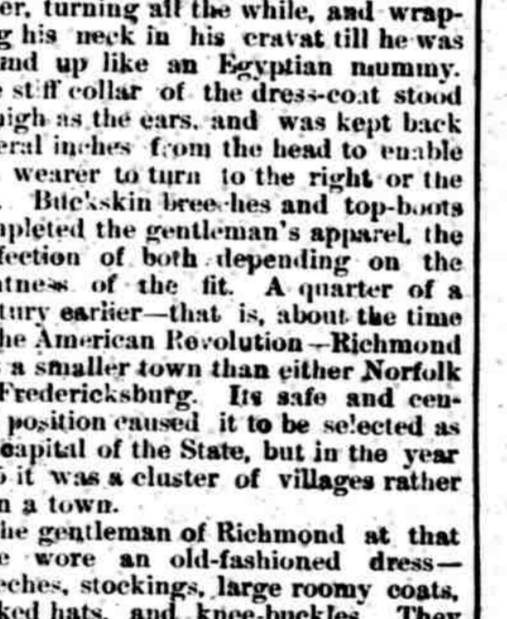 er, turning all the while, and wrap-
g his neck in his cravat till he was
und up like an Egyptian mummy.
stiff collar of the dress-coat stood
high as the ears, and was kept back
eral inches from the head to enable
wearer to turn to the right or the
. Buckskin breeches and top-boots
mpleted the gentleman's apparel, the
fection of both depending on the
atness of the fit. A quarter of a
tury earlier—that is, about the time
he American Revolution—Richmond
a smaller town than either Norfolk
Fredericksburg. Its safe and cen-
position caused it to be selected as
capital of the State, but in the year
it was a cluster of villages rather
n a town.
he gentleman of Richmond at that
e wore an old-fashioned dress—
eches, stockings, large roomy coats,
ked hats, and knee-buckles. They